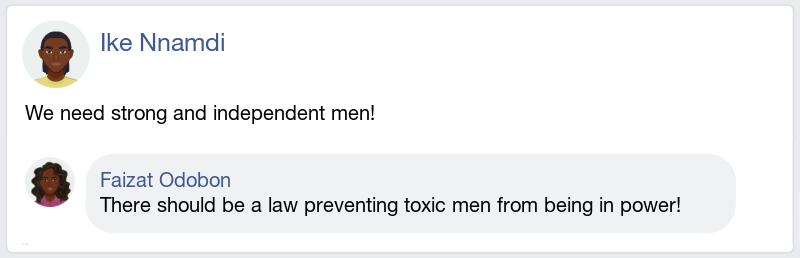 Ike Nnamdi
We need strong and independent men!
Faizat Odobon
There should be a law preventing toxic men from being in power!